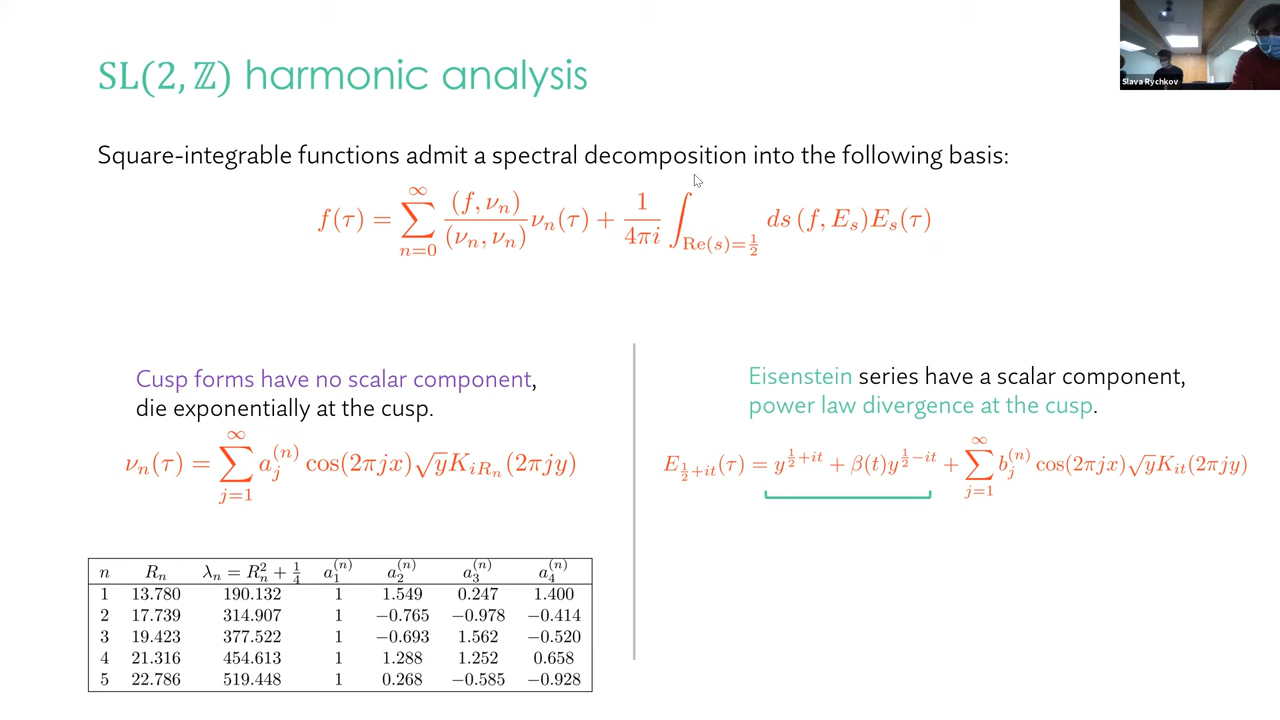 SL(2, ℤ) harmonic analysis
Slava Rychkov
Square-integrable functions admit a spectral decomposition into the following basis:
f(τ) = ∑_{n=0}^{∞} (f, ν_n)/(ν_n, ν_n) ν_n(τ) + 1/(4πi) ∫_{Re(s)=1/2} ds (f, E_s)E_s(τ)
Cusp forms have no scalar component,
die exponentially at the cusp.
ν_n(τ) = ∑_{j=1}^{∞} a_j^{(n)} cos(2πjx)√y K_{iR_n}(2πjy)
n R_n λ_n = R_n^2 + 1/4 a_1^{(n)} a_2^{(n)} a_3^{(n)} a_4^{(n)}
1 13.780 190.132 1 1.549 0.247 1.400
2 17.739 314.907 1 −0.765 −0.978 −0.414
3 19.423 377.522 1 −0.693 1.562 −0.520
4 21.316 454.613 1 1.288 1.252 0.658
5 22.786 519.448 1 0.268 −0.585 −0.928
Eisenstein series have a scalar component,
power law divergence at the cusp.
E_{1/2+it}(τ) = y^{1/2+it} + β(t)y^{1/2−it} + ∑_{j=1}^{∞} b_j^{(n)} cos(2πjx)√y K_{it}(2πjy)